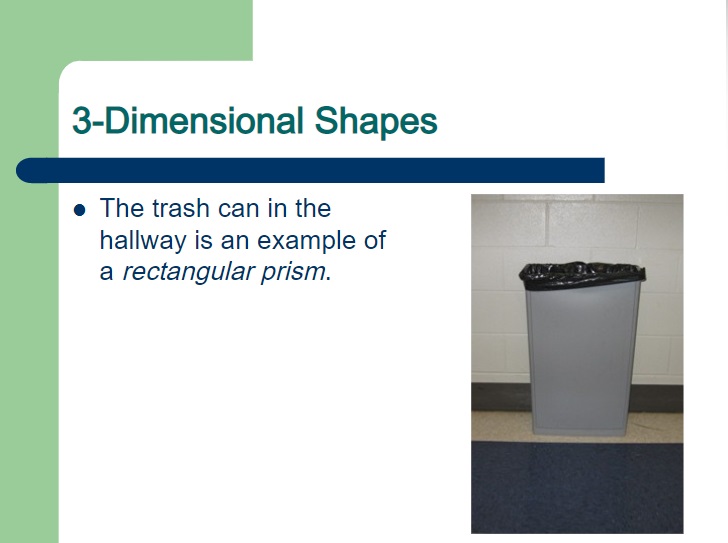 3-Dimensional Shapes
The trash can in the
hallway is an example of
a rectangular prism.